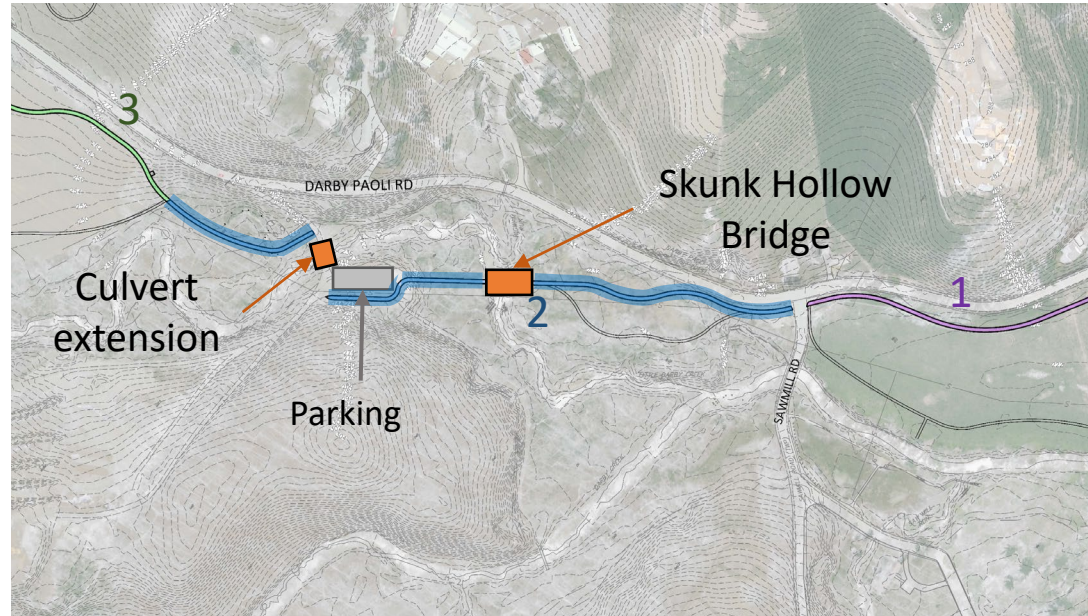 3
DARBY PAOLI RD
Skunk Hollow
Bridge
Culvert
extension
2
1
Parking
SAWMILL RD